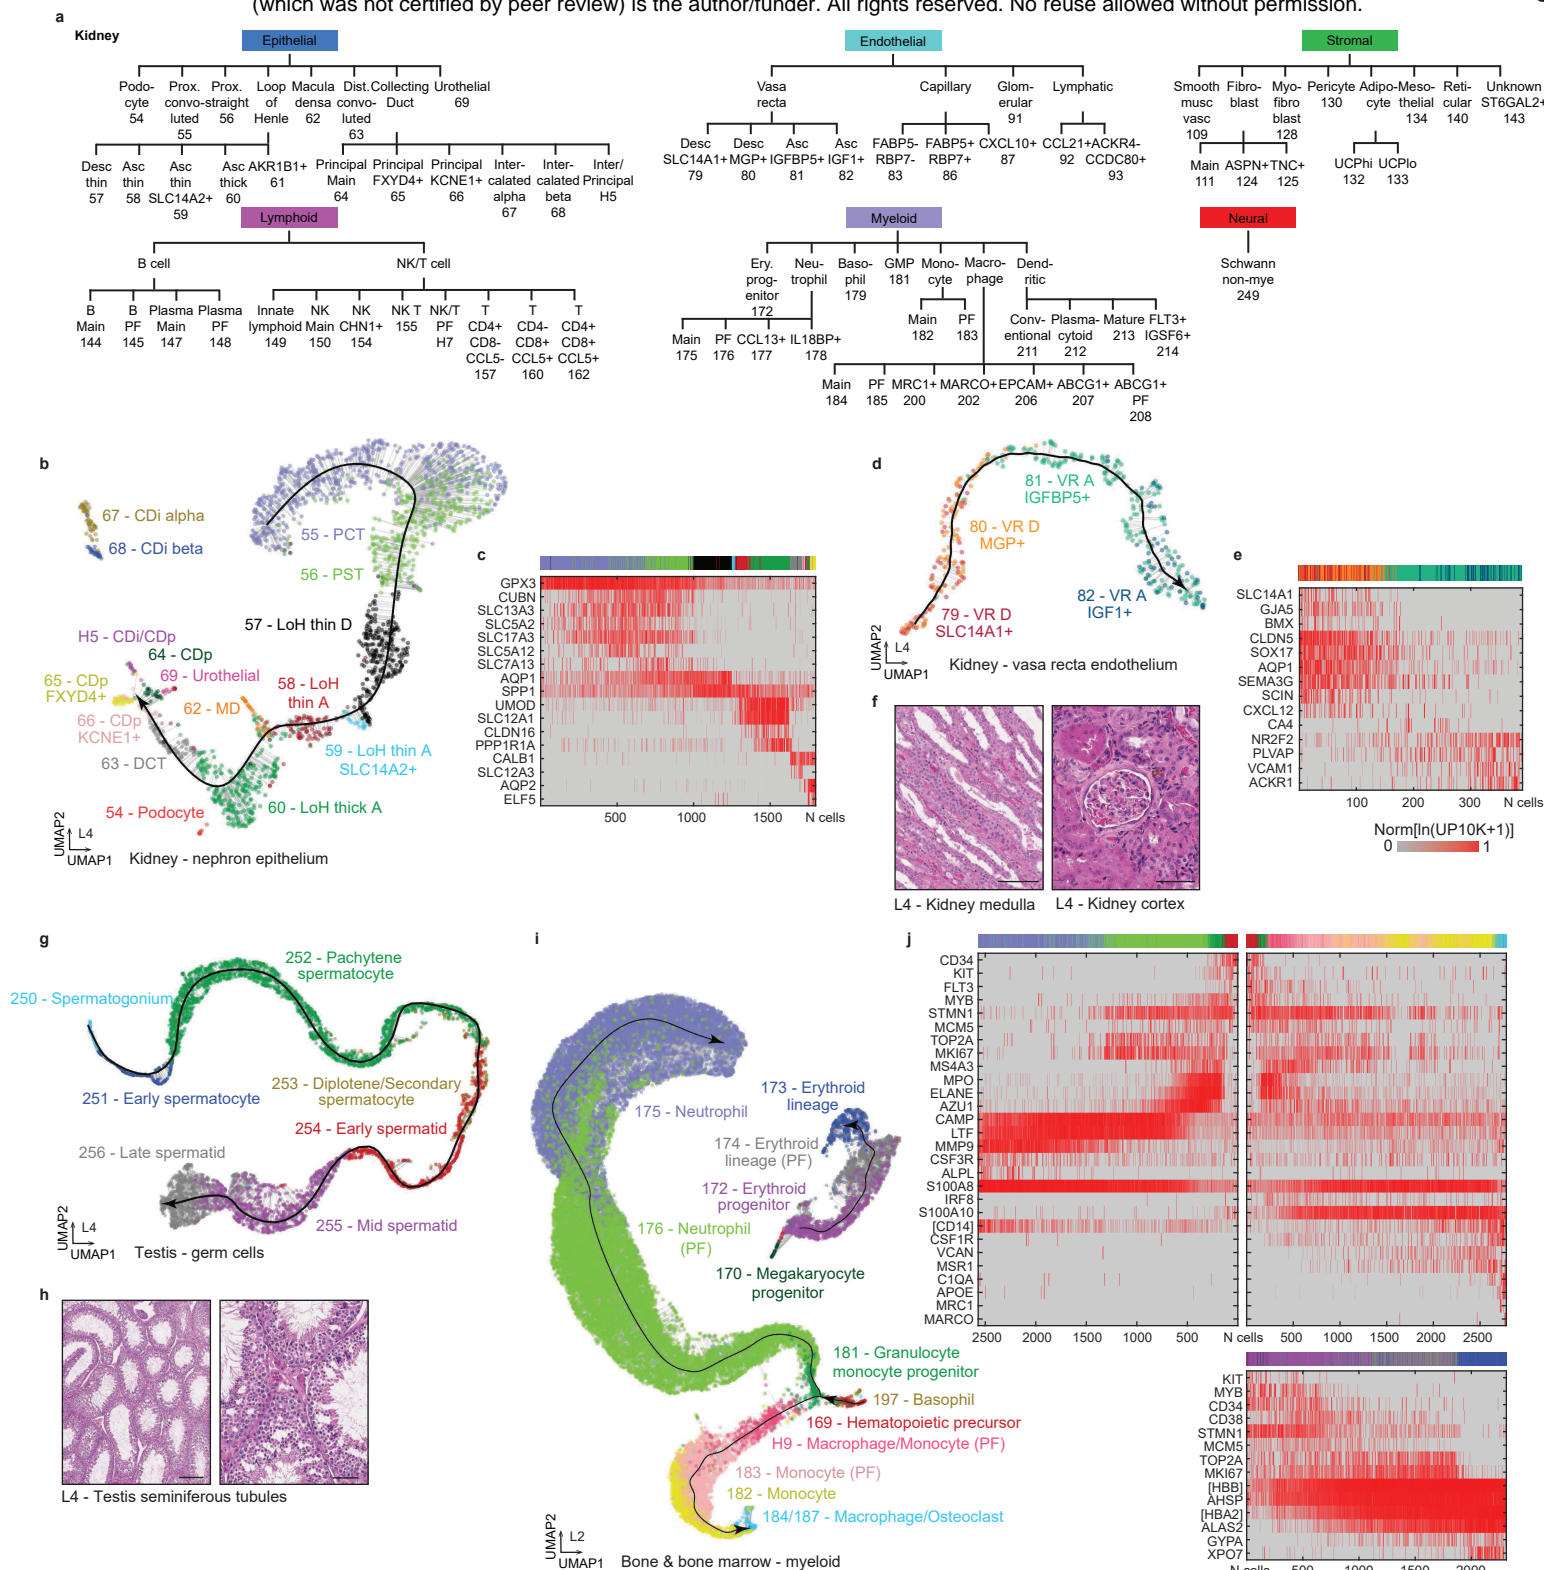 (which was not certified by peer review) is the author/funder. All rights reserved. No reuse allowed without permission.
a
Kidney
Epithelial
Podo-
cyte
54
Prox.
convo-
luted
55
Prox.
straight
56
Loop
of
Henle
Macula
densa
62
Dist.
convo-
luted
63
Collecting
Duct
Urothelial
69
Desc
thin
57
Asc
thin
58
Asc
thin
SLC14A2+
59
Asc
thick
60
AKR1B1+
61
Principal
Main
64
Principal
FXYD4+
65
Principal
KCNE1+
66
Inter-
calated
alpha
67
Inter-
calated
beta
68
Inter/
Principal
H5
Endothelial
Vasa
recta
Capillary
Glom-
erular
91
Lymphatic
Desc
SLC14A1+
79
Desc
MGP+
80
Asc
IGFBP5+
81
Asc
IGF1+
82
FABP5-
RBP7-
83
FABP5+
RBP7+
86
CXCL10+
87
CCL21+
92
ACKR4-
CCDC80+
93
Stromal
Smooth
musc
vasc
109
Fibro-
blast
Myo-
fibro
blast
128
Pericyte
130
Adipo-
cyte
Meso-
thelial
134
Reti-
cular
140
Unknown
ST6GAL2+
143
Main
111
ASPN+
124
TNC+
125
UCPhi
132
UCPlo
133
Lymphoid
B cell
NK/T cell
B
Main
144
B
PF
145
Plasma
Main
147
Plasma
PF
148
Innate
lymphoid
149
NK
Main
150
NK
CHN1+
154
NK T
155
NK/T
PF
H7
T
CD4+
CD8-
CCL5-
157
T
CD4-
CD8+
CCL5+
160
T
CD4+
CD8+
CCL5+
162
Myeloid
Ery.
prog-
enitor
172
Neu-
trophil
Baso-
phil
179
GMP
181
Mono-
cyte
Macro-
phage
Dend-
ritic
Main
175
PF
176
CCL13+
177
IL18BP+
178
Main
182
PF
183
Conv-
entional
211
Plasma-
cytoid
212
Mature
213
FLT3+
IGSF6+
214
Main
184
PF
185
MRC1+
200
MARCO+
202
EPCAM+
206
ABCG1+
207
ABCG1+
PF
208
Neural
Schwann
non-mye
249
b
67 - CDi alpha
68 - CDi beta
55 - PCT
56 - PST
57 - LoH thin D
H5 - CDi/CDp
64 - CDp
69 - Urothelial
65 - CDp
FXYD4+
66 - CDp
KCNE1+
62 - MD
58 - LoH
thin A
59 - LoH thin A
SLC14A2+
63 - DCT
60 - LoH thick A
54 - Podocyte
UMAP2
L4
UMAP1
Kidney - nephron epithelium
c
GPX3
CUBN
SLC13A3
SLC5A2
SLC17A3
SLC5A12
SLC7A13
AQP1
SPP1
UMOD
SLC12A1
CLDN16
PPP1R1A
CALB1
SLC12A3
AQP2
ELF5
500
1000
1500
N cells
d
81 - VR A
IGFBP5+
80 - VR D
MGP+
82 - VR A
IGF1+
79 - VR D
SLC14A1+
UMAP2
L4
UMAP1
Kidney - vasa recta endothelium
e
SLC14A1
GJA5
BMX
CLDN5
SOX17
AQP1
SEMA3G
SCIN
CXCL12
CA4
NR2F2
PLVAP
VCAM1
ACKR1
100
200
300
N cells
Norm[ln(UP10K+1)]
0
1
f
L4 - Kidney medulla
L4 - Kidney cortex
g
252 - Pachytene
spermatocyte
250 - Spermatogonium
251 - Early spermatocyte
253 - Diplotene/Secondary
spermatocyte
254 - Early spermatid
256 - Late spermatid
255 - Mid spermatid
UMAP2
L4
UMAP1
Testis - germ cells
h
L4 - Testis seminiferous tubules
i
175 - Neutrophil
173 - Erythroid
lineage
174 - Erythroid
lineage (PF)
172 - Erythroid
progenitor
176 - Neutrophil
(PF)
170 - Megakaryocyte
progenitor
181 - Granulocyte
monocyte progenitor
197 - Basophil
169 - Hematopoietic precursor
H9 - Macrophage/Monocyte (PF)
183 - Monocyte (PF)
182 - Monocyte
184/187 - Macrophage/Osteoclast
UMAP2
L2
UMAP1
Bone & bone marrow - myeloid
j
CD34
KIT
FLT3
MYB
STMN1
MCM5
TOP2A
MKI67
MS4A3
MPO
ELANE
AZU1
CAMP
LTF
MMP9
CSF3R
ALPL
S100A8
IRF8
S100A10
[CD14]
CSF1R
VCAN
MSR1
C1QA
APOE
MRC1
MARCO
2500
2000
1000
500
N cells
500
1000
1500
2000
2500
KIT
MYB
CD34
CD38
STMN1
MCM5
TOP2A
MKI67
[HBB]
AHSP
[HBA2]
ALAS2
GYPA
XPO7
N cells
500
1000
1500
2000